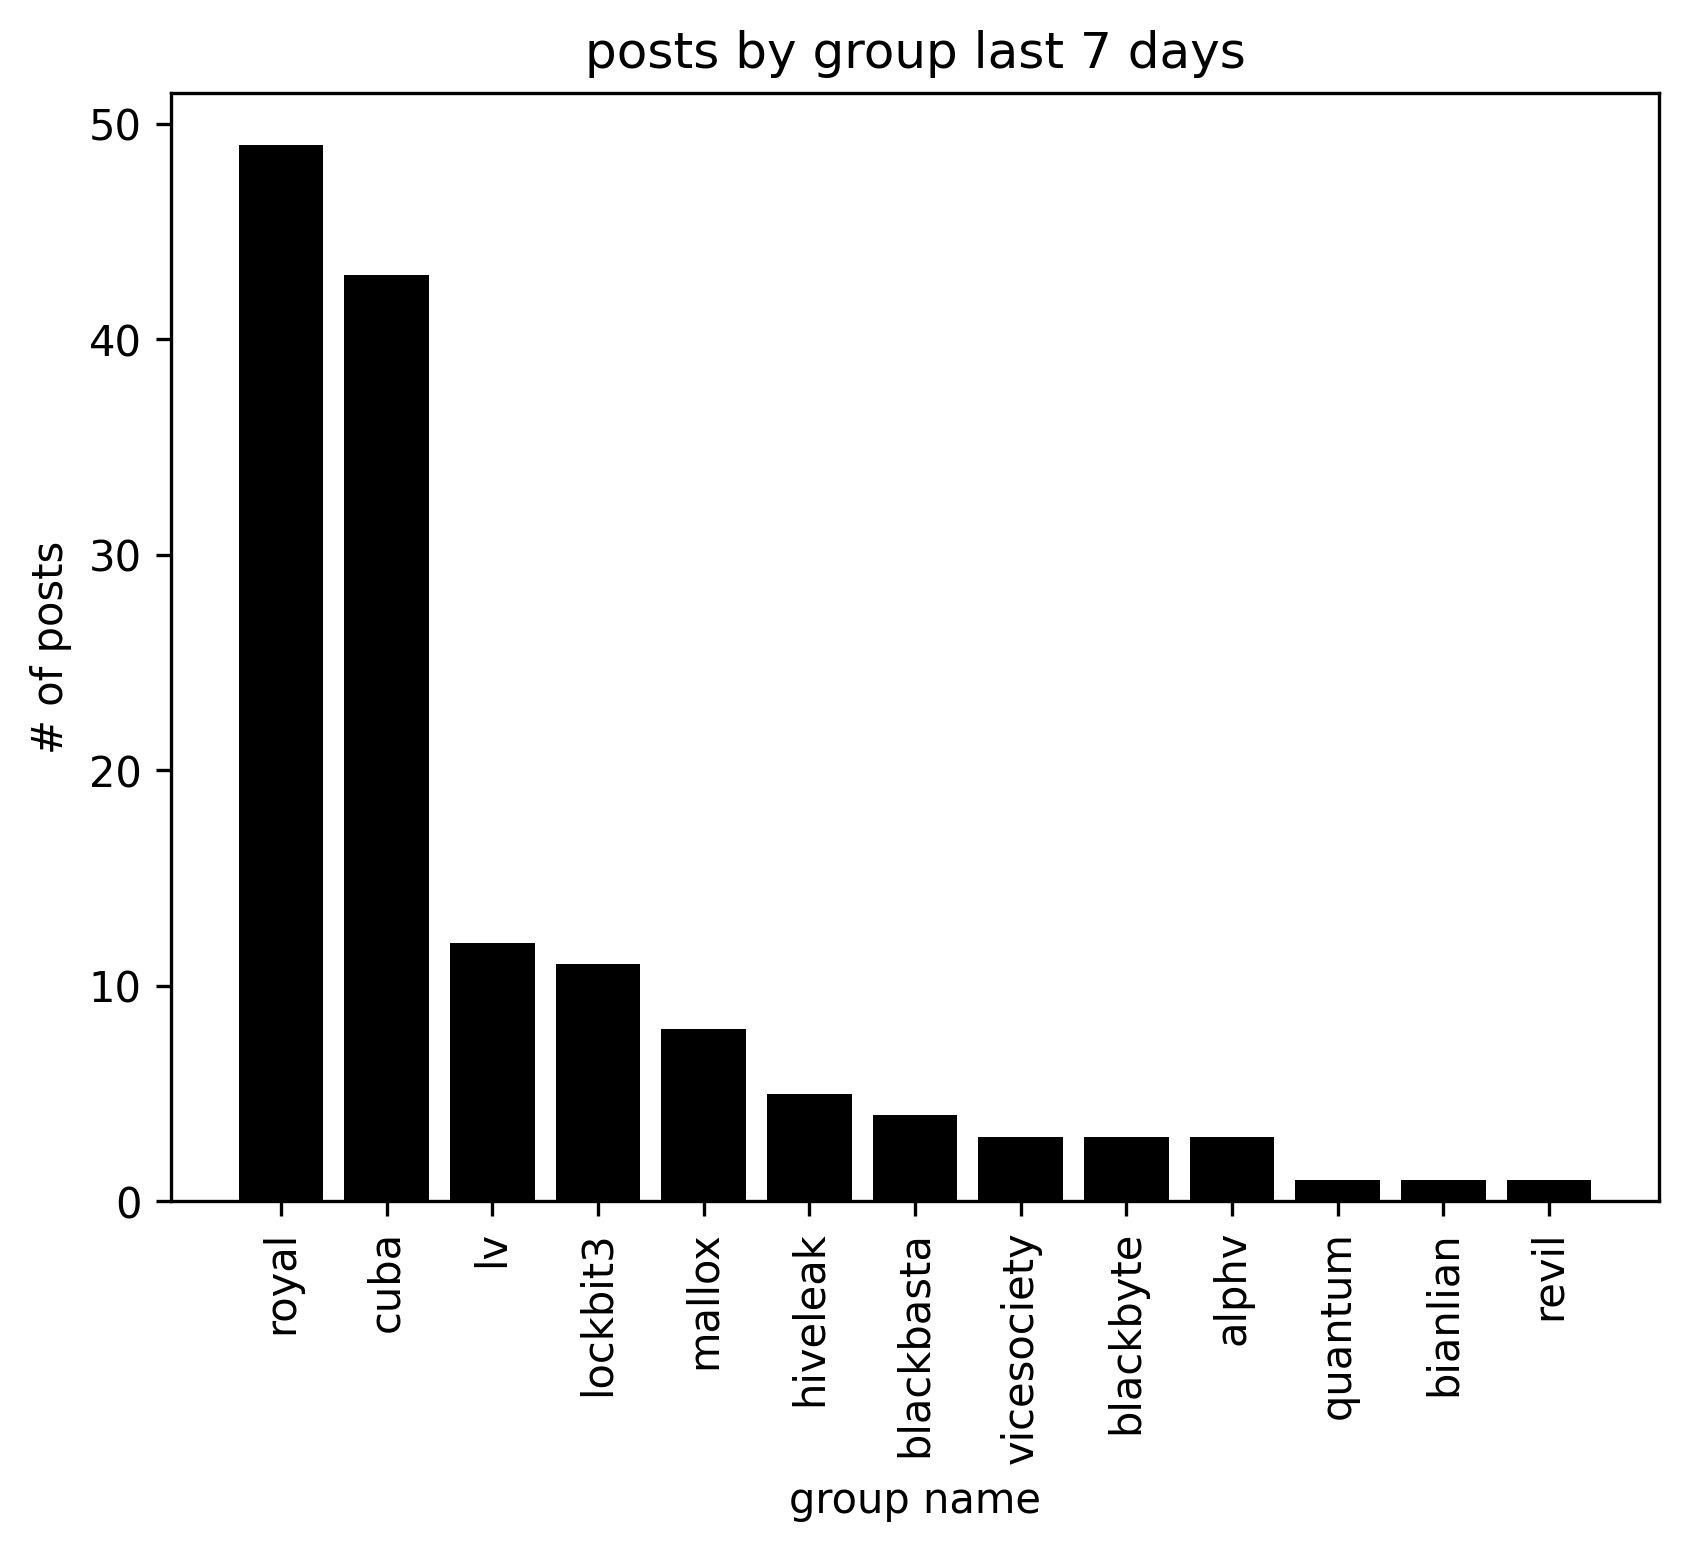 posts by group last 7 days
50
40
30
20
10
0
# of posts
royal
cuba
lv
lockbit3
mallox
hiveleak
blackbasta
vicesociety
blackbyte
alphv
quantum
bianlian
revil
group name